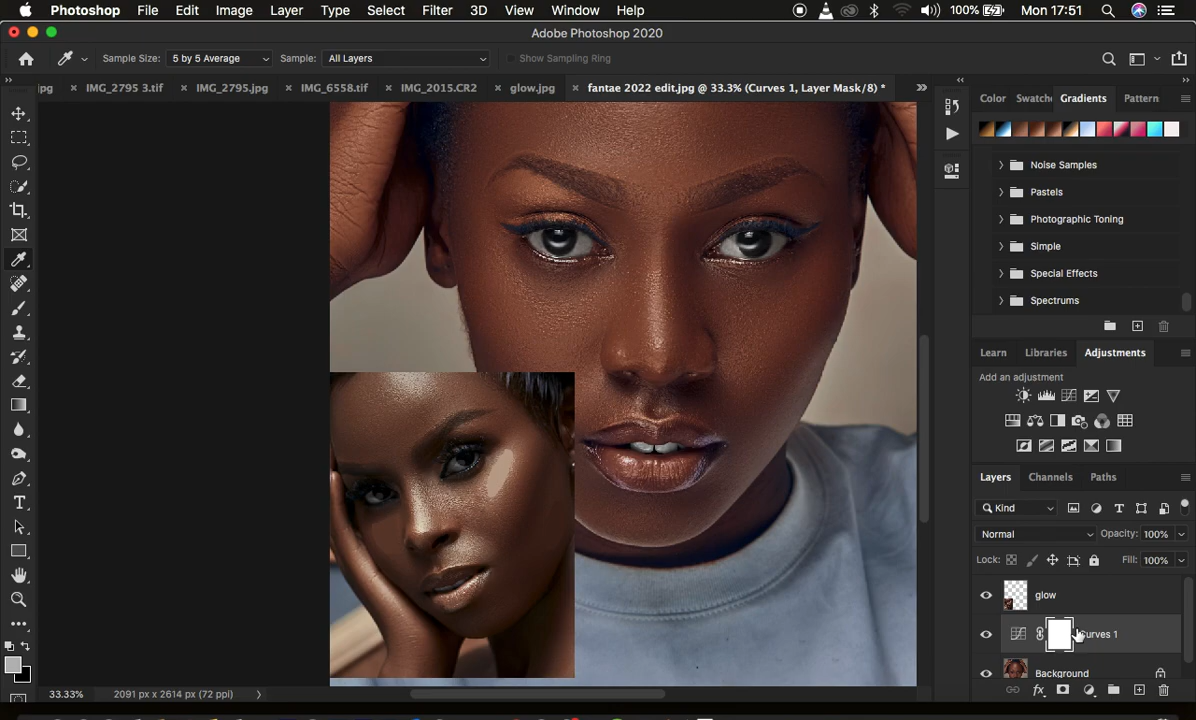 Photoshop File Edit Image Layer Type Select Filter 3D View Window Help 100% Mon 17:51
Adobe Photoshop 2020
Sample Size: 5 by 5 Average Sample: All Layers Show Sampling Ring
jpg × IMG_2795 3.tif × IMG_2795.jpg × IMG_6558.tif × IMG_2015.CR2 × glow.jpg × fantae 2022 edit.jpg @ 33.3% (Curves 1, Layer Mask/8) *
Color Swatche Gradients Pattern
Noise Samples
Pastels
Photographic Toning
Simple
Special Effects
Spectrums
Learn Libraries Adjustments
Add an adjustment
Layers Channels Paths
Kind
Normal Opacity: 100%
Lock: Fill: 100%
glow
Curves 1
Background
33.33% 2091 px x 2614 px (72 ppi)
fx